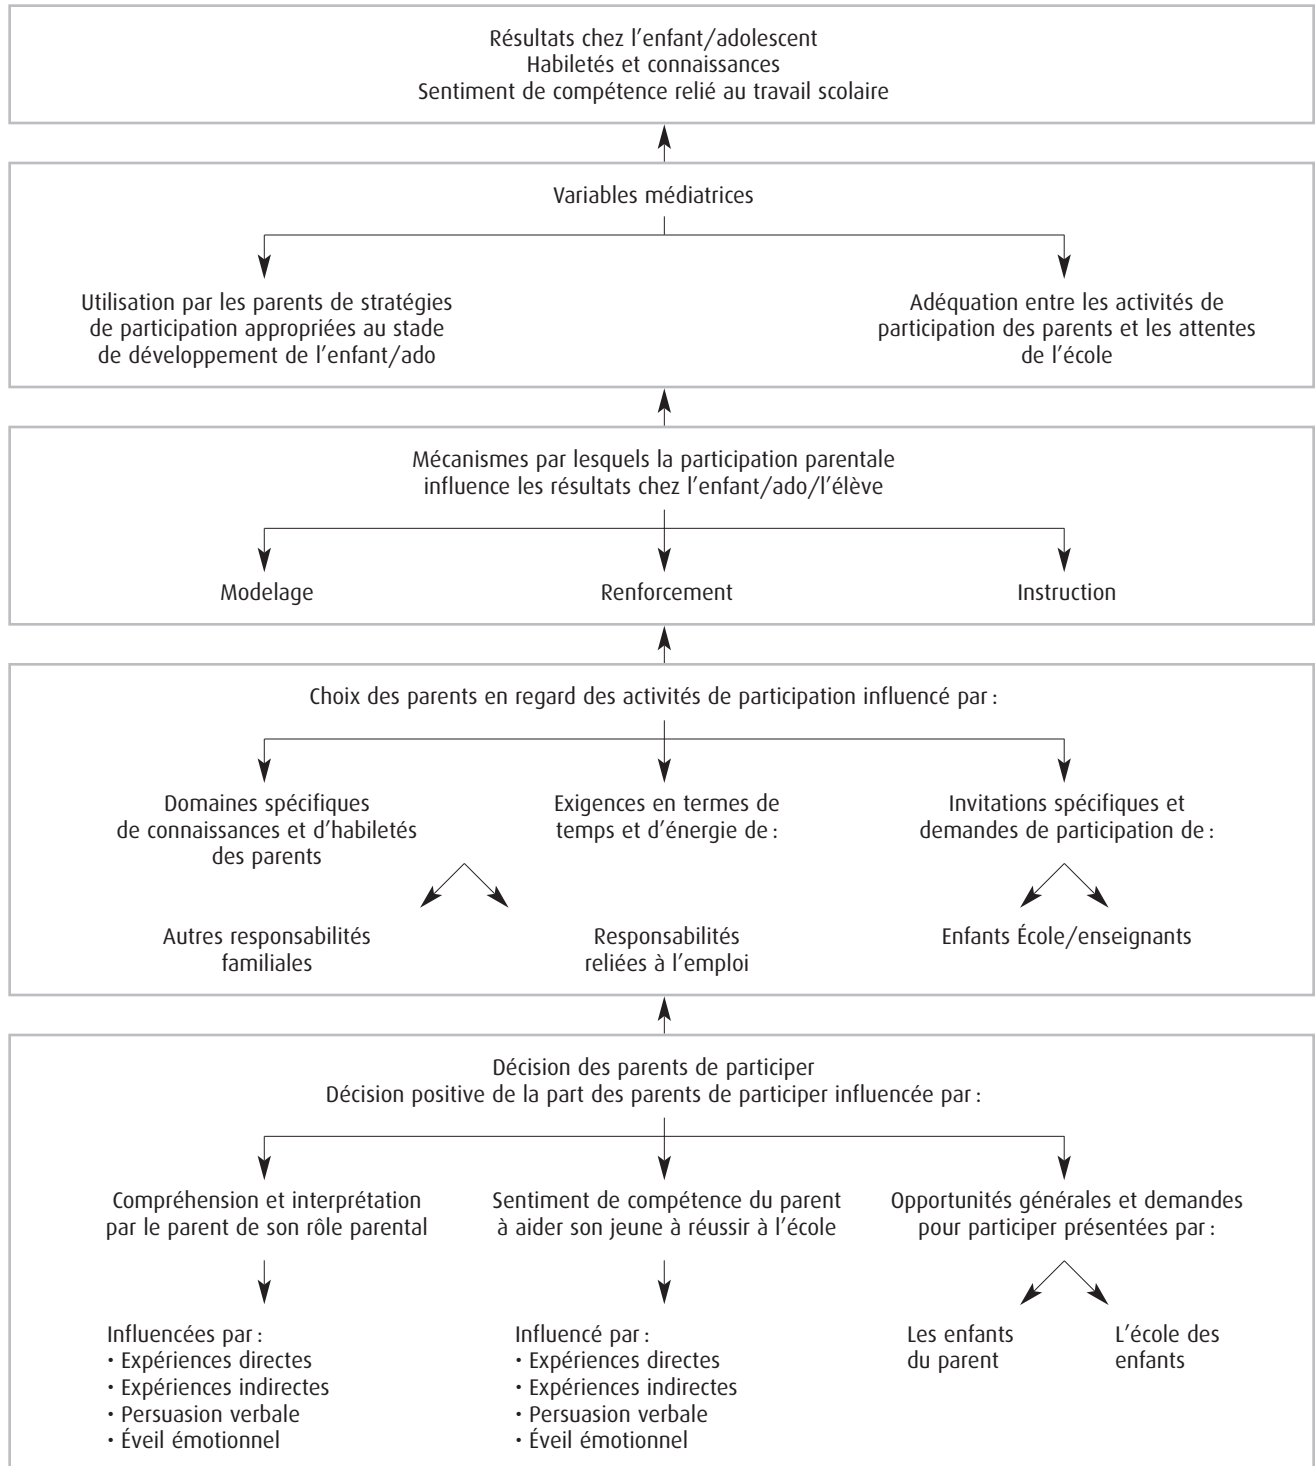 Résultats chez l'enfant/adolescent
Habiletés et connaissances
Sentiment de compétence relié au travail scolaire
Variables médiatrices
Utilisation par les parents de stratégies
de participation appropriées au stade
de développement de l'enfant/ado
Adéquation entre les activités de
participation des parents et les attentes
de l'école
Mécanismes par lesquels la participation parentale
influence les résultats chez l'enfant/ado/l'élève
Modelage
Renforcement
Instruction
Choix des parents en regard des activités de participation influencé par :
Domaines spécifiques
de connaissances et d'habiletés
des parents
Exigences en termes de
temps et d'énergie de :
Invitations spécifiques et
demandes de participation de :
Autres responsabilités
familiales
Responsabilités
reliées à l'emploi
Enfants École/enseignants
Décision des parents de participer
Décision positive de la part des parents de participer influencée par :
Compréhension et interprétation
par le parent de son rôle parental
Sentiment de compétence du parent
à aider son jeune à réussir à l'école
Opportunités générales et demandes
pour participer présentées par :
Influencées par :
• Expériences directes
• Expériences indirectes
• Persuasion verbale
• Éveil émotionnel
Influencé par :
• Expériences directes
• Expériences indirectes
• Persuasion verbale
• Éveil émotionnel
Les enfants
du parent
L'école des
enfants